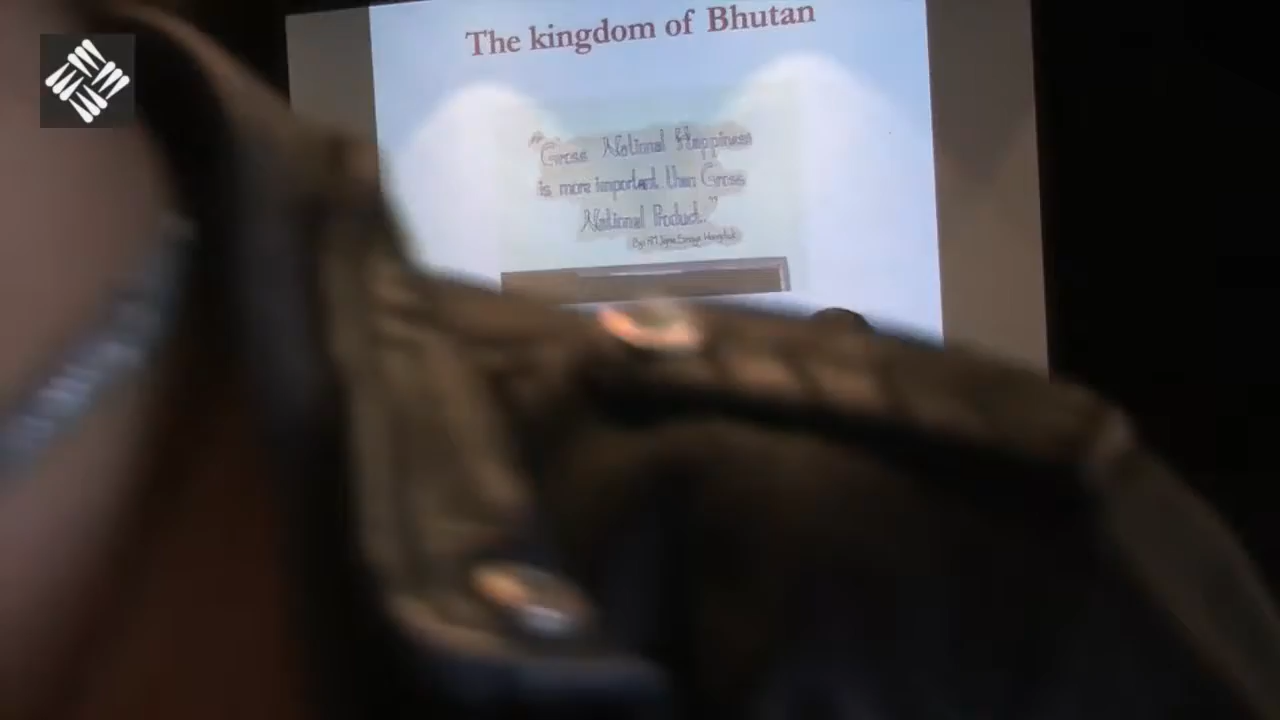 The kingdom of Bhutan
"Gross National Happiness
is more important than Gross
National Product."